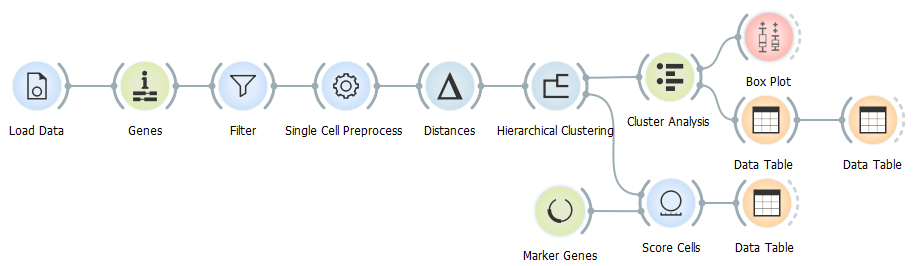 Load Data
Genes
Filter
Single Cell Preprocess
Distances
Hierarchical Clustering
Cluster Analysis
Box Plot
Data Table
Data Table
Marker Genes
Score Cells
Data Table